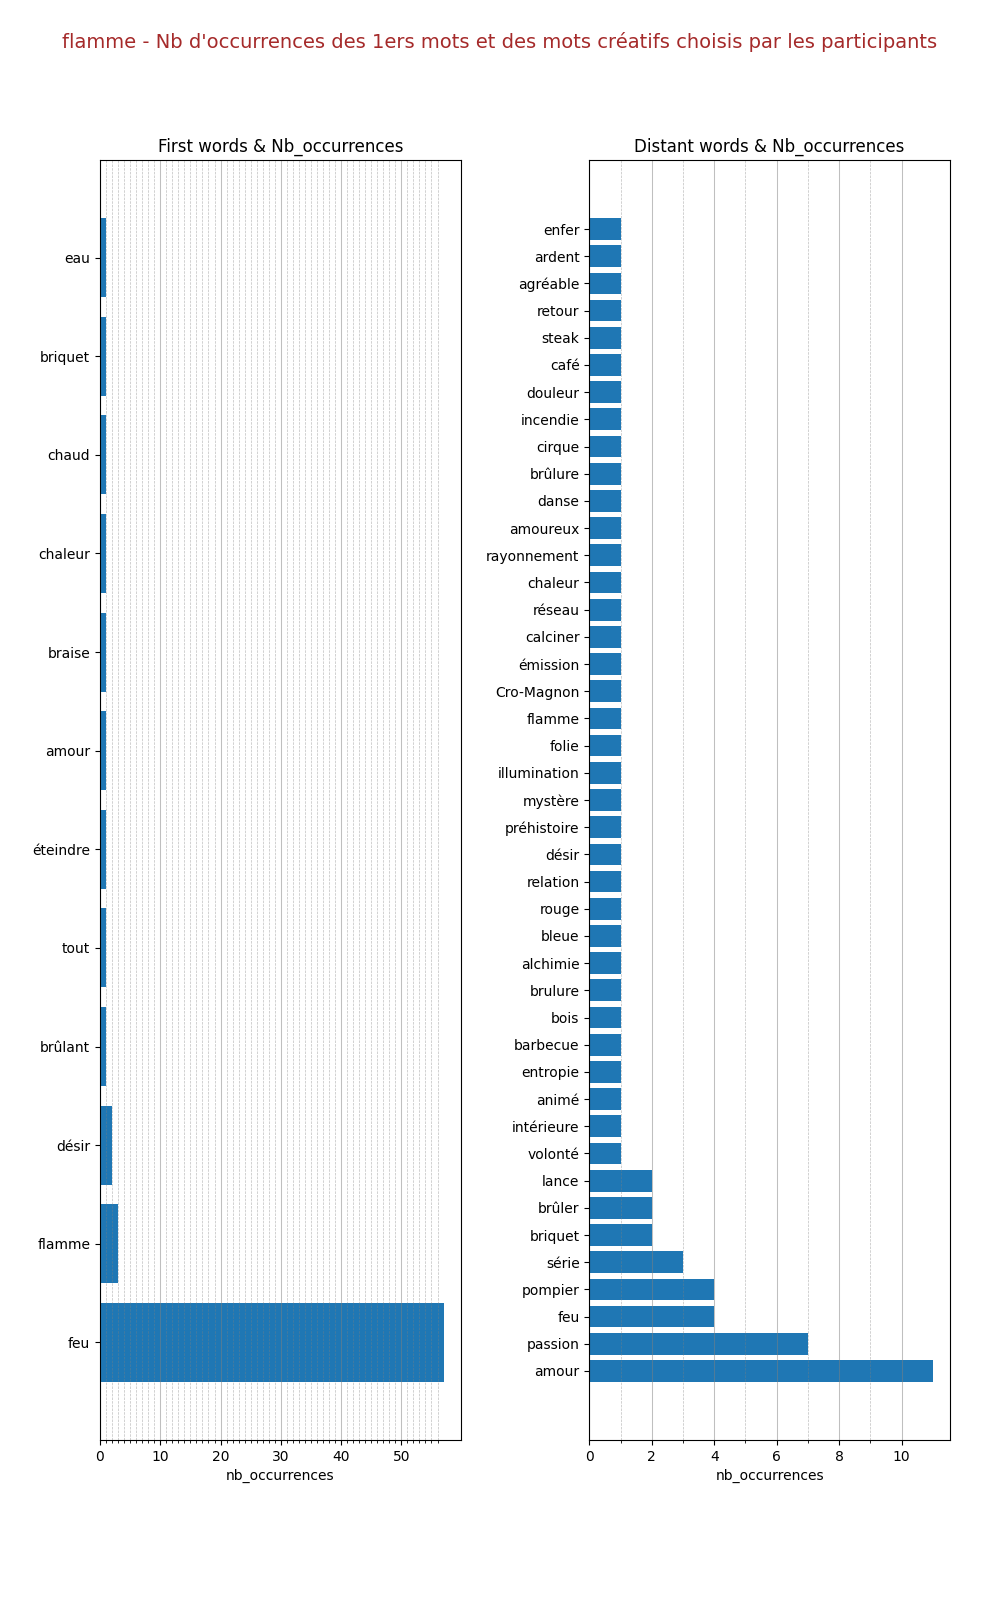 flamme - Nb d'occurrences des 1ers mots et des mots créatifs choisis par les participants
First words & Nb_occurrences
eau
briquet
chaud
chaleur
braise
amour
éteindre
tout
brûlant
désir
flamme
feu
0 10 20 30 40 50
nb_occurrences
Distant words & Nb_occurrences
enfer
ardent
agréable
retour
steak
café
douleur
incendie
cirque
brûlure
danse
amoureux
rayonnement
chaleur
réseau
calciner
émission
Cro-Magnon
flamme
folie
illumination
mystère
préhistoire
désir
relation
rouge
bleue
alchimie
brulure
bois
barbecue
entropie
animé
intérieure
volonté
lance
brûler
briquet
série
pompier
feu
passion
amour
0 2 4 6 8 10
nb_occurrences